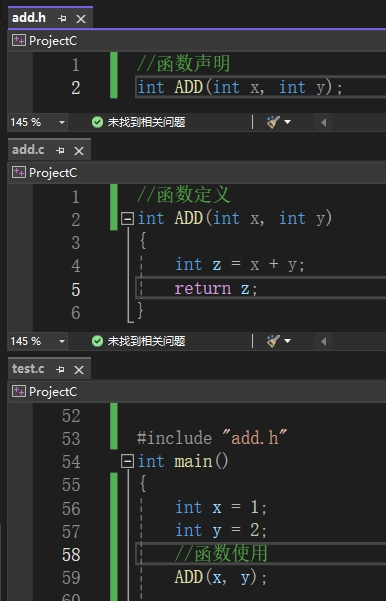 add.h
ProjectC
1 //函数声明
2 int ADD(int x, int y);
145 % 未找到相关问题
add.c
ProjectC
1 //函数定义
2 int ADD(int x, int y)
3 {
4 int z = x + y;
5 return z;
6 }
145 % 未找到相关问题
test.c
ProjectC
52
53 #include "add.h"
54 int main()
55 {
56 int x = 1;
57 int y = 2;
58 //函数使用
59 ADD(x, y);
60